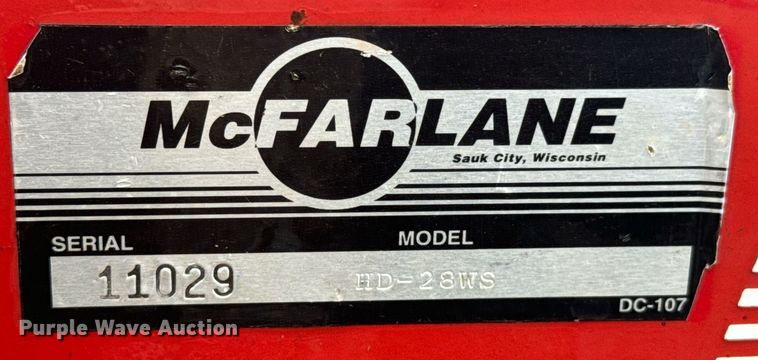 McFARLANE
Sauk City, Wisconsin
SERIAL MODEL
11029 HD-28WS
DC-107
Purple Wave Auction